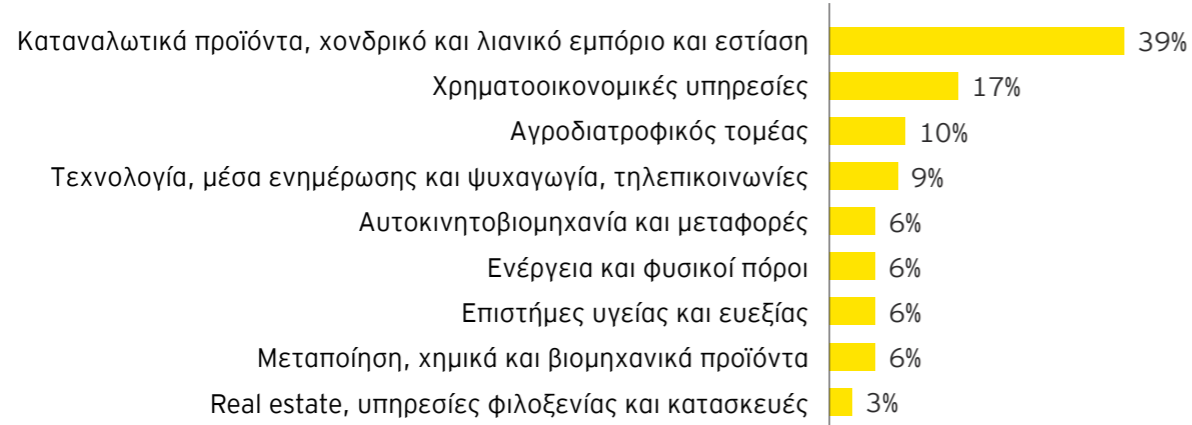 Καταναλωτικά προϊόντα, χονδρικό και λιανικό εμπόριο και εστίαση 39%
Χρηματοοικονομικές υπηρεσίες 17%
Αγροδιατροφικός τομέας 10%
Τεχνολογία, μέσα ενημέρωσης και ψυχαγωγία, τηλεπικοινωνίες 9%
Αυτοκινητοβιομηχανία και μεταφορές 6%
Ενέργεια και φυσικοί πόροι 6%
Επιστήμες υγείας και ευεξίας 6%
Μεταποίηση, χημικά και βιομηχανικά προϊόντα 6%
Real estate, υπηρεσίες φιλοξενίας και κατασκευές 3%